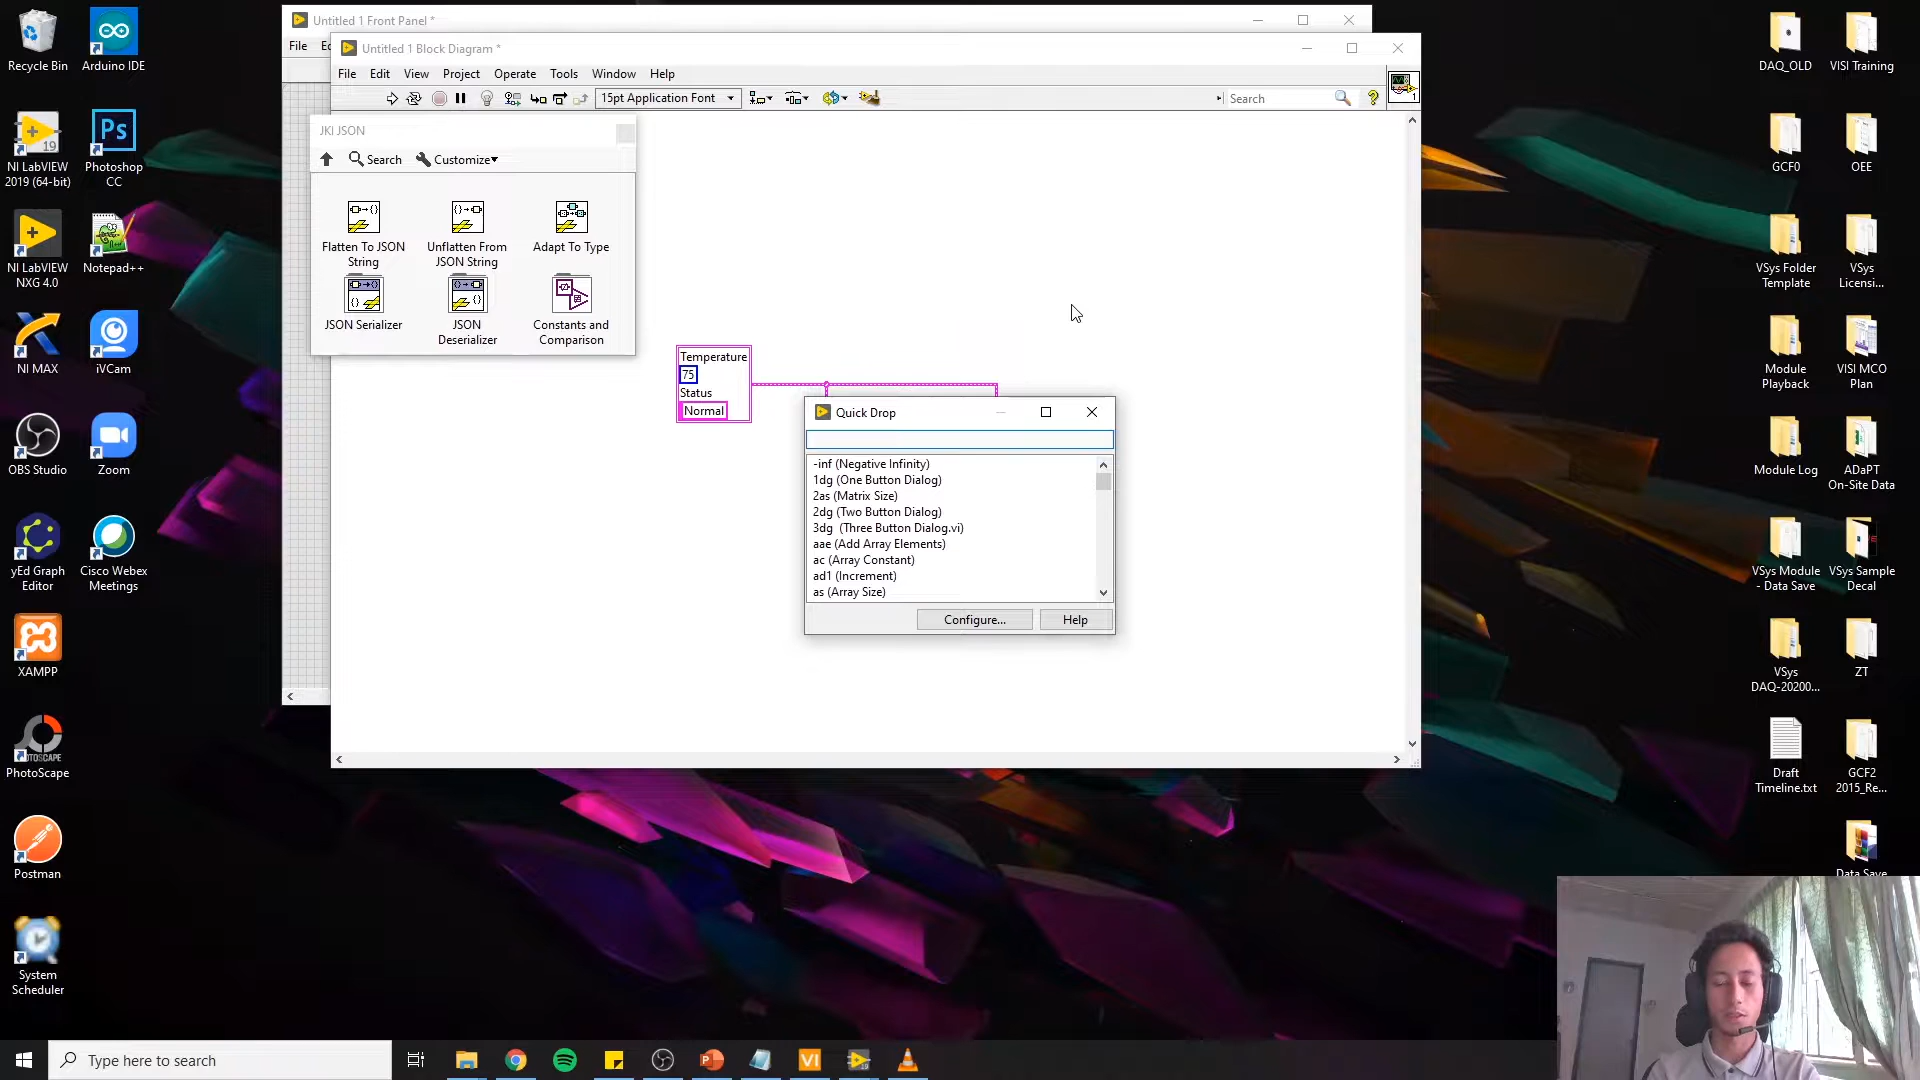 Untitled 1 Front Panel *
File
Untitled 1 Block Diagram *
File Edit View Project Operate Tools Window Help
15pt Application Font
Search
?
1
JKI JSON
Search Customize
Flatten To JSON
String
Unflatten From
JSON String
Adapt To Type
JSON Serializer
JSON
Deserializer
Constants and
Comparison
Temperature
75
Status
Normal
Quick Drop
-inf (Negative Infinity)
1dg (One Button Dialog)
2as (Matrix Size)
2dg (Two Button Dialog)
3dg (Three Button Dialog.vi)
aae (Add Array Elements)
ac (Array Constant)
ad1 (Increment)
as (Array Size)
Configure...
Help
Recycle Bin
Arduino IDE
19
NI LabVIEW
2019 (64-bit)
Ps
Photoshop
CC
NI LabVIEW
NXG 4.0
Notepad++
NI MAX
iVCam
OBS Studio
Zoom
yEd Graph
Editor
Cisco Webex
Meetings
XAMPP
PHOTOSCAPE
PhotoScape
Postman
System
Scheduler
DAQ_OLD
VISI Training
GCF0
OEE
VSys Folder
Template
VSys
Licensi...
Module
Playback
VISI MCO
Plan
Module Log
ADaPT
On-Site Data
VSys Module
- Data Save
VSys Sample
Decal
VSys
DAQ-20200...
ZT
Draft
Timeline.txt
GCF2
2015_Re...
Data Save
Type here to search
VI